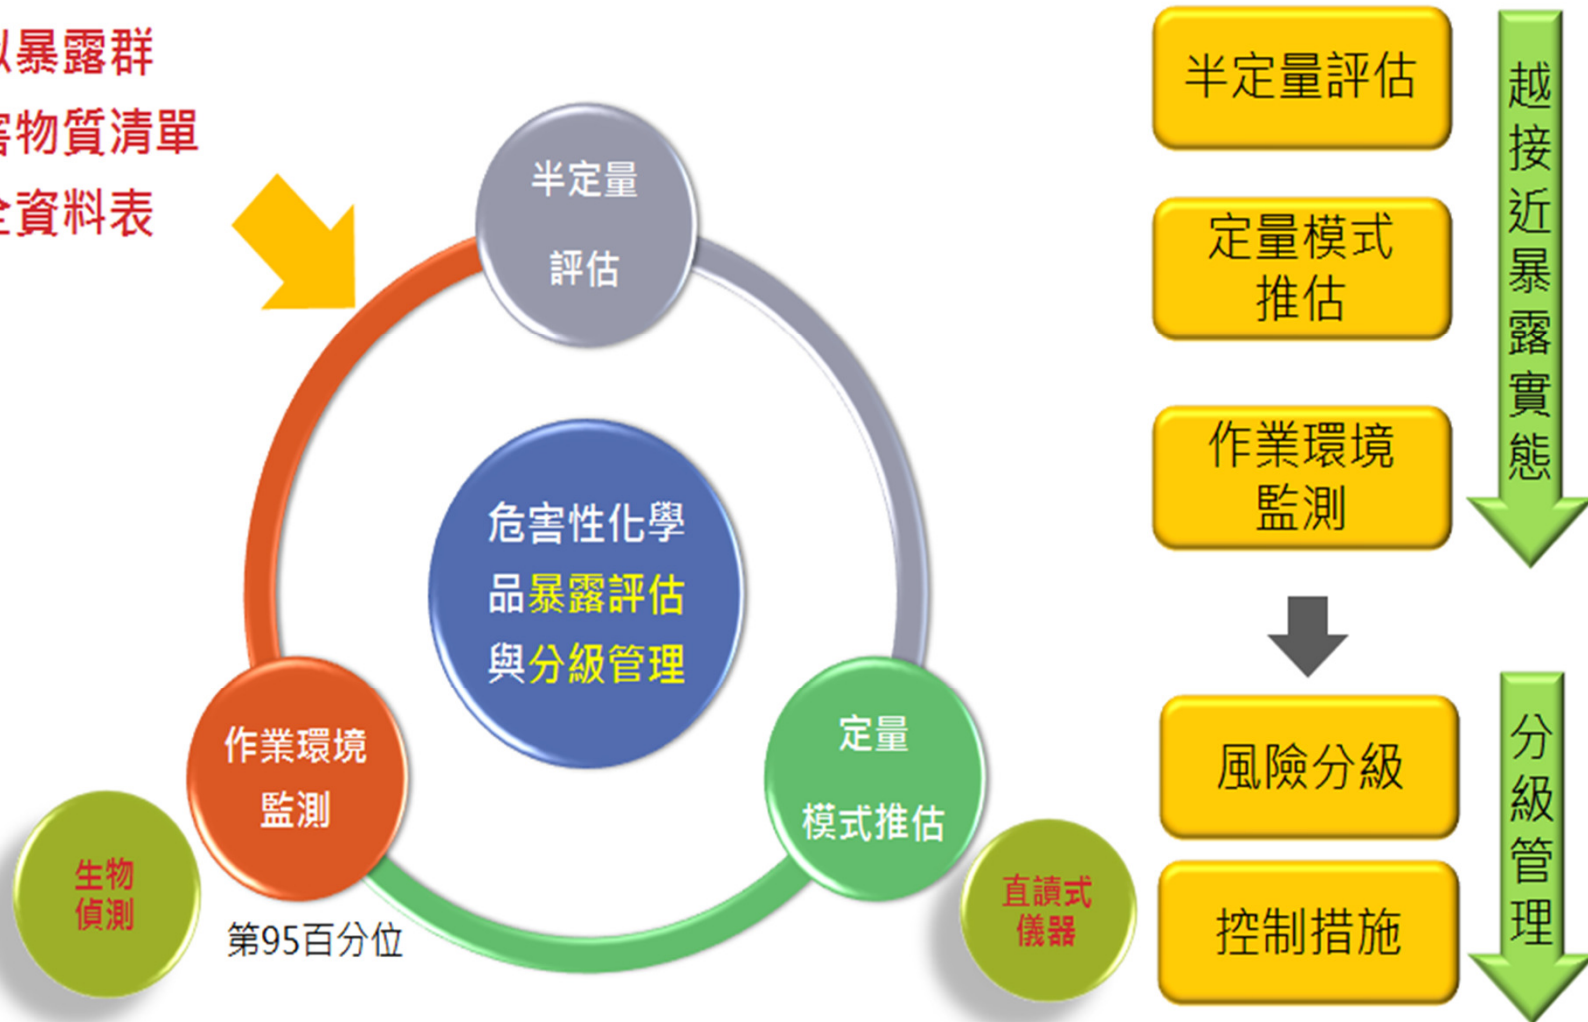 以暴露群
害物質清單
全資料表
半定量
評估
危害性化學
品暴露評估
與分級管理
作業環境
監測
定量
模式推估
生物
偵測
第95百分位
直讀式
儀器
半定量評估
定量模式
推估
作業環境
監測
越接近暴露實態
風險分級
控制措施
分級管理